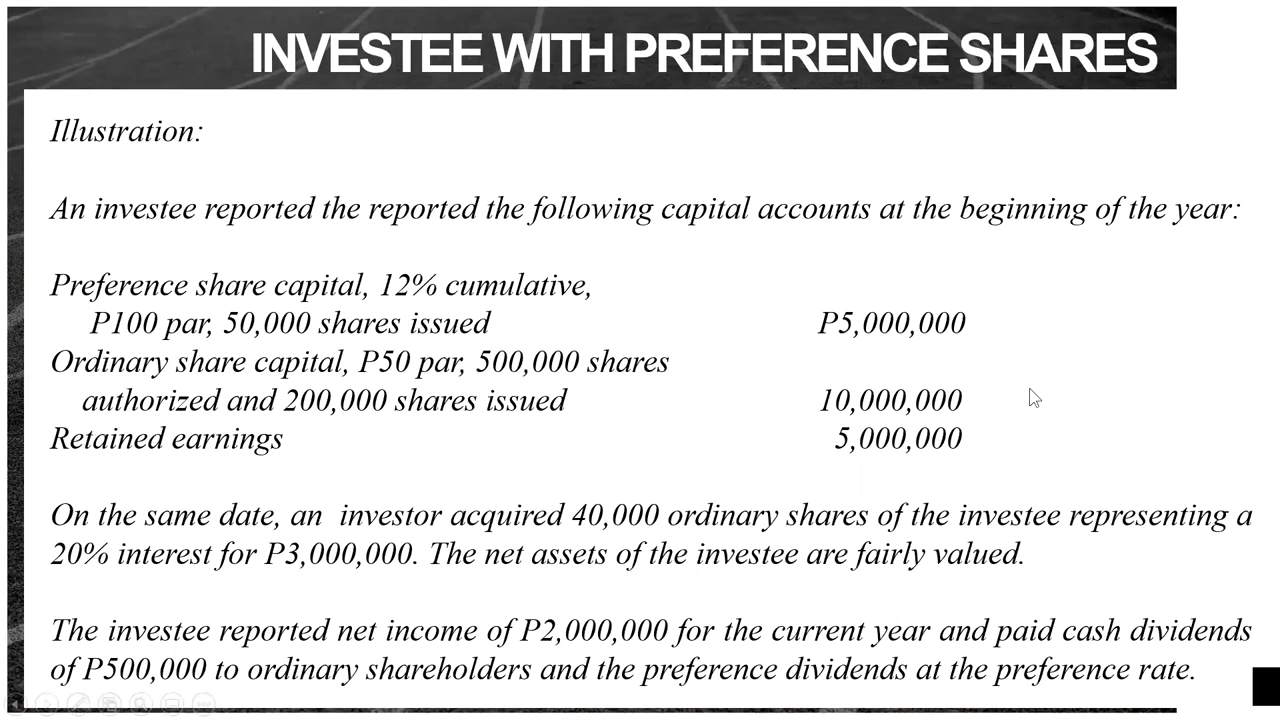 INVESTEE WITH PREFERENCE SHARES
Illustration:
An investee reported the reported the following capital accounts at the beginning of the year:
Preference share capital, 12% cumulative,
P100 par, 50,000 shares issued P5,000,000
Ordinary share capital, P50 par, 500,000 shares
authorized and 200,000 shares issued 10,000,000
Retained earnings 5,000,000
On the same date, an investor acquired 40,000 ordinary shares of the investee representing a
20% interest for P3,000,000. The net assets of the investee are fairly valued.
The investee reported net income of P2,000,000 for the current year and paid cash dividends
of P500,000 to ordinary shareholders and the preference dividends at the preference rate.